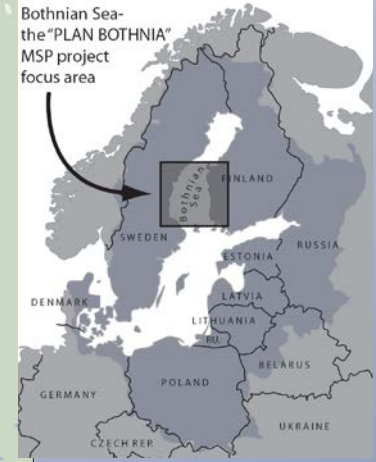 Bothnian Sea-
the "PLAN BOTHNIA"
MSP project
focus area
Bothnian
Sea
FINLAND
SWEDEN
RUSSIA
ESTONIA
LATVIA
DENMARK
LITHUANIA
RU.
BELARUS
POLAND
GERMANY
UKRAINE
CZECH REP.